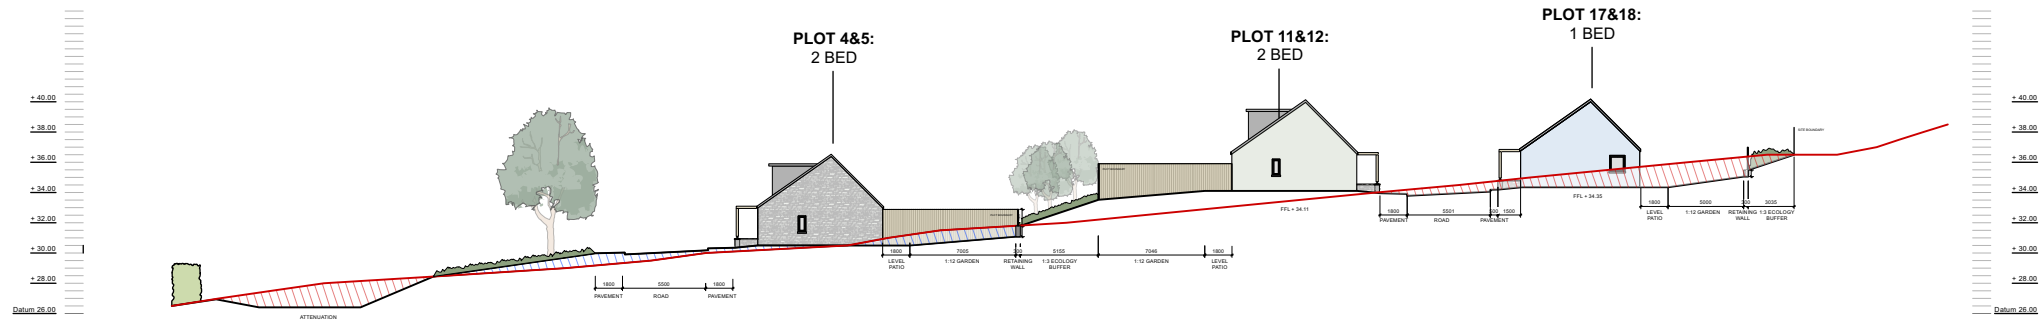 PLOT 17&18:
1 BED
PLOT 4&5:
2 BED
PLOT 11&12:
2 BED
+ 40.00
+ 38.00
+ 36.00
+ 34.00
+ 32.00
+ 30.00
+ 28.00
Datum 26.00
ATTENUATION
1800
5500
1800
PAVEMENT
ROAD
PAVEMENT
1800
7005
300
5155
7046
1800
LEVEL
PATIO
1:12 GARDEN
RETAINING
WALL
1:3 ECOLOGY
BUFFER
1:12 GARDEN
LEVEL
PATIO
FFL + 34.11
1800
5501
500
1500
PAVEMENT
ROAD
PAVEMENT
FFL + 34.35
1800
5000
300
3035
LEVEL
PATIO
1:12 GARDEN
RETAINING
WALL
1:3 ECOLOGY
BUFFER
SITE BOUNDARY
+ 40.00
+ 38.00
+ 36.00
+ 34.00
+ 32.00
+ 30.00
+ 28.00
Datum 26.00